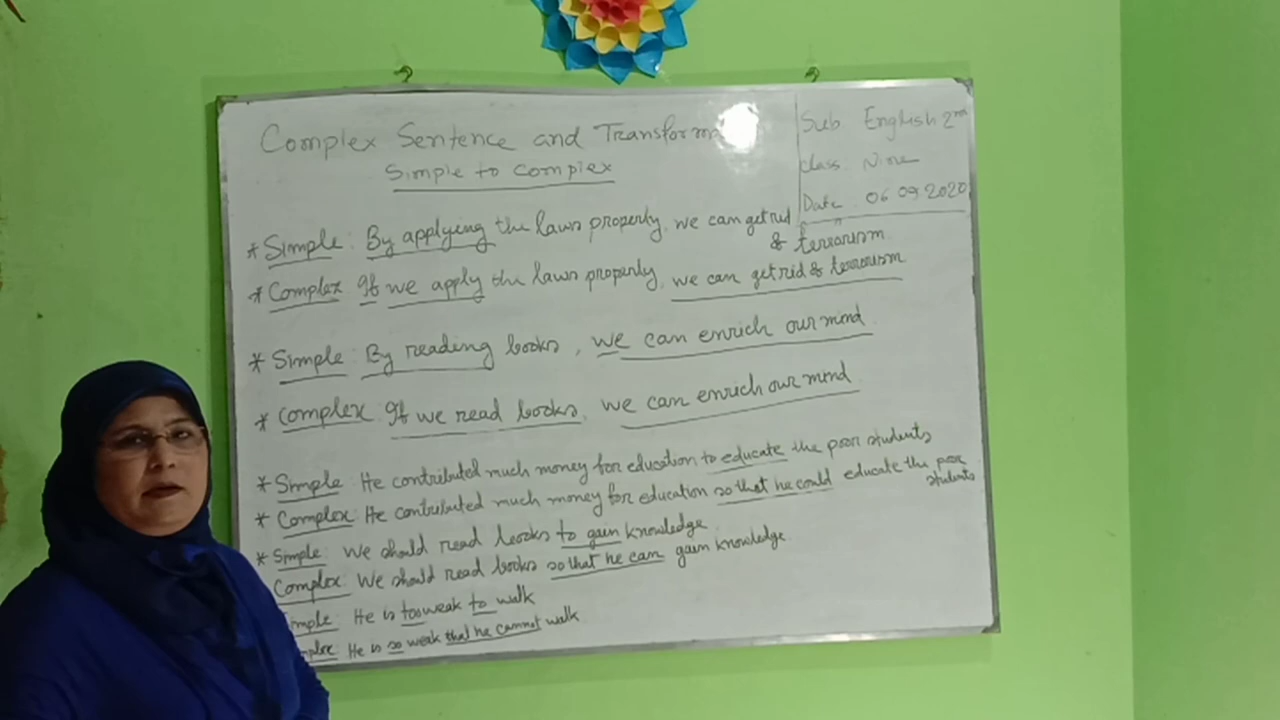 Complex Sentence and Transform
Simple to Complex
Sub English 2nd
Class Nine
Date 06 09 2020
* Simple: By applying the laws property, we can get rid
& terrorism
* Complex If we apply the laws property, we can get rid & terrorism
* Simple: By reading books, we can enrich our mind
* Complex: If we read books, we can enrich our mind
* Simple: He contributed much money for education to educate the poor students
* Complex: He contributed much money for education so that he could educate the poor
students
* Simple: We should read books to gain knowledge
Complex: We should read books so that he can gain knowledge
mple: He is too weak to walk
mplex: He is so weak that he cannot walk